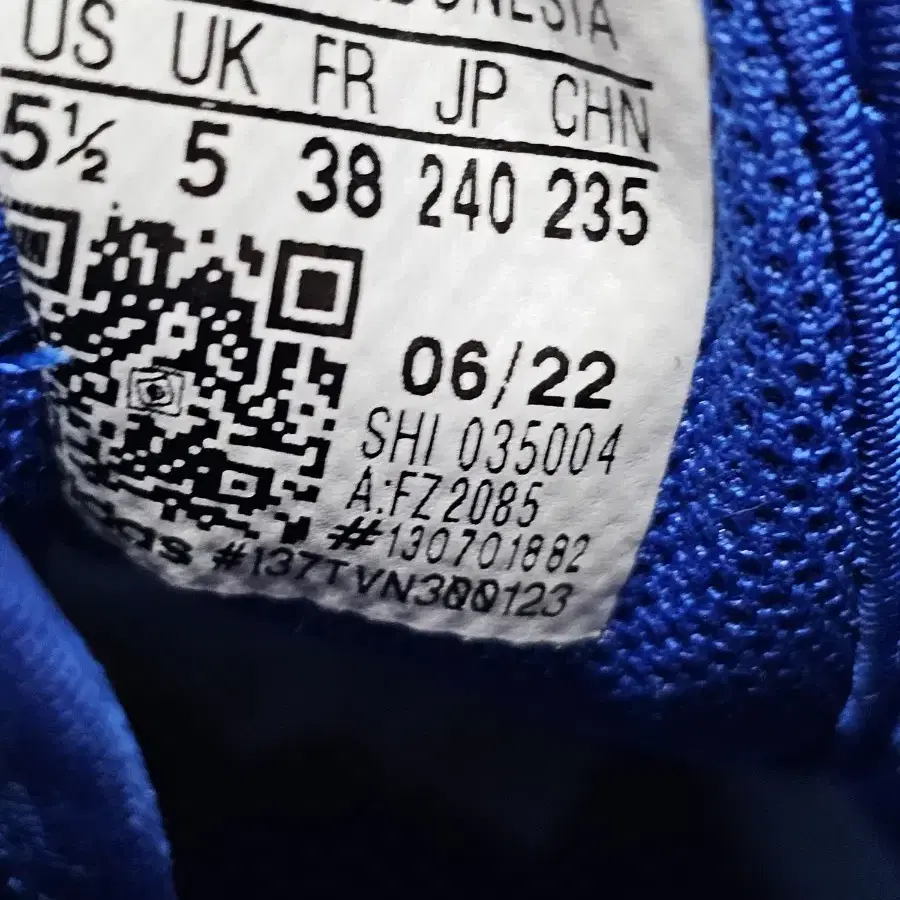 US UK FR JP CHN
5½ 5 38 240 235
06/22
SHI 035004
A:FZ2085
#130701882
#137TVN300123